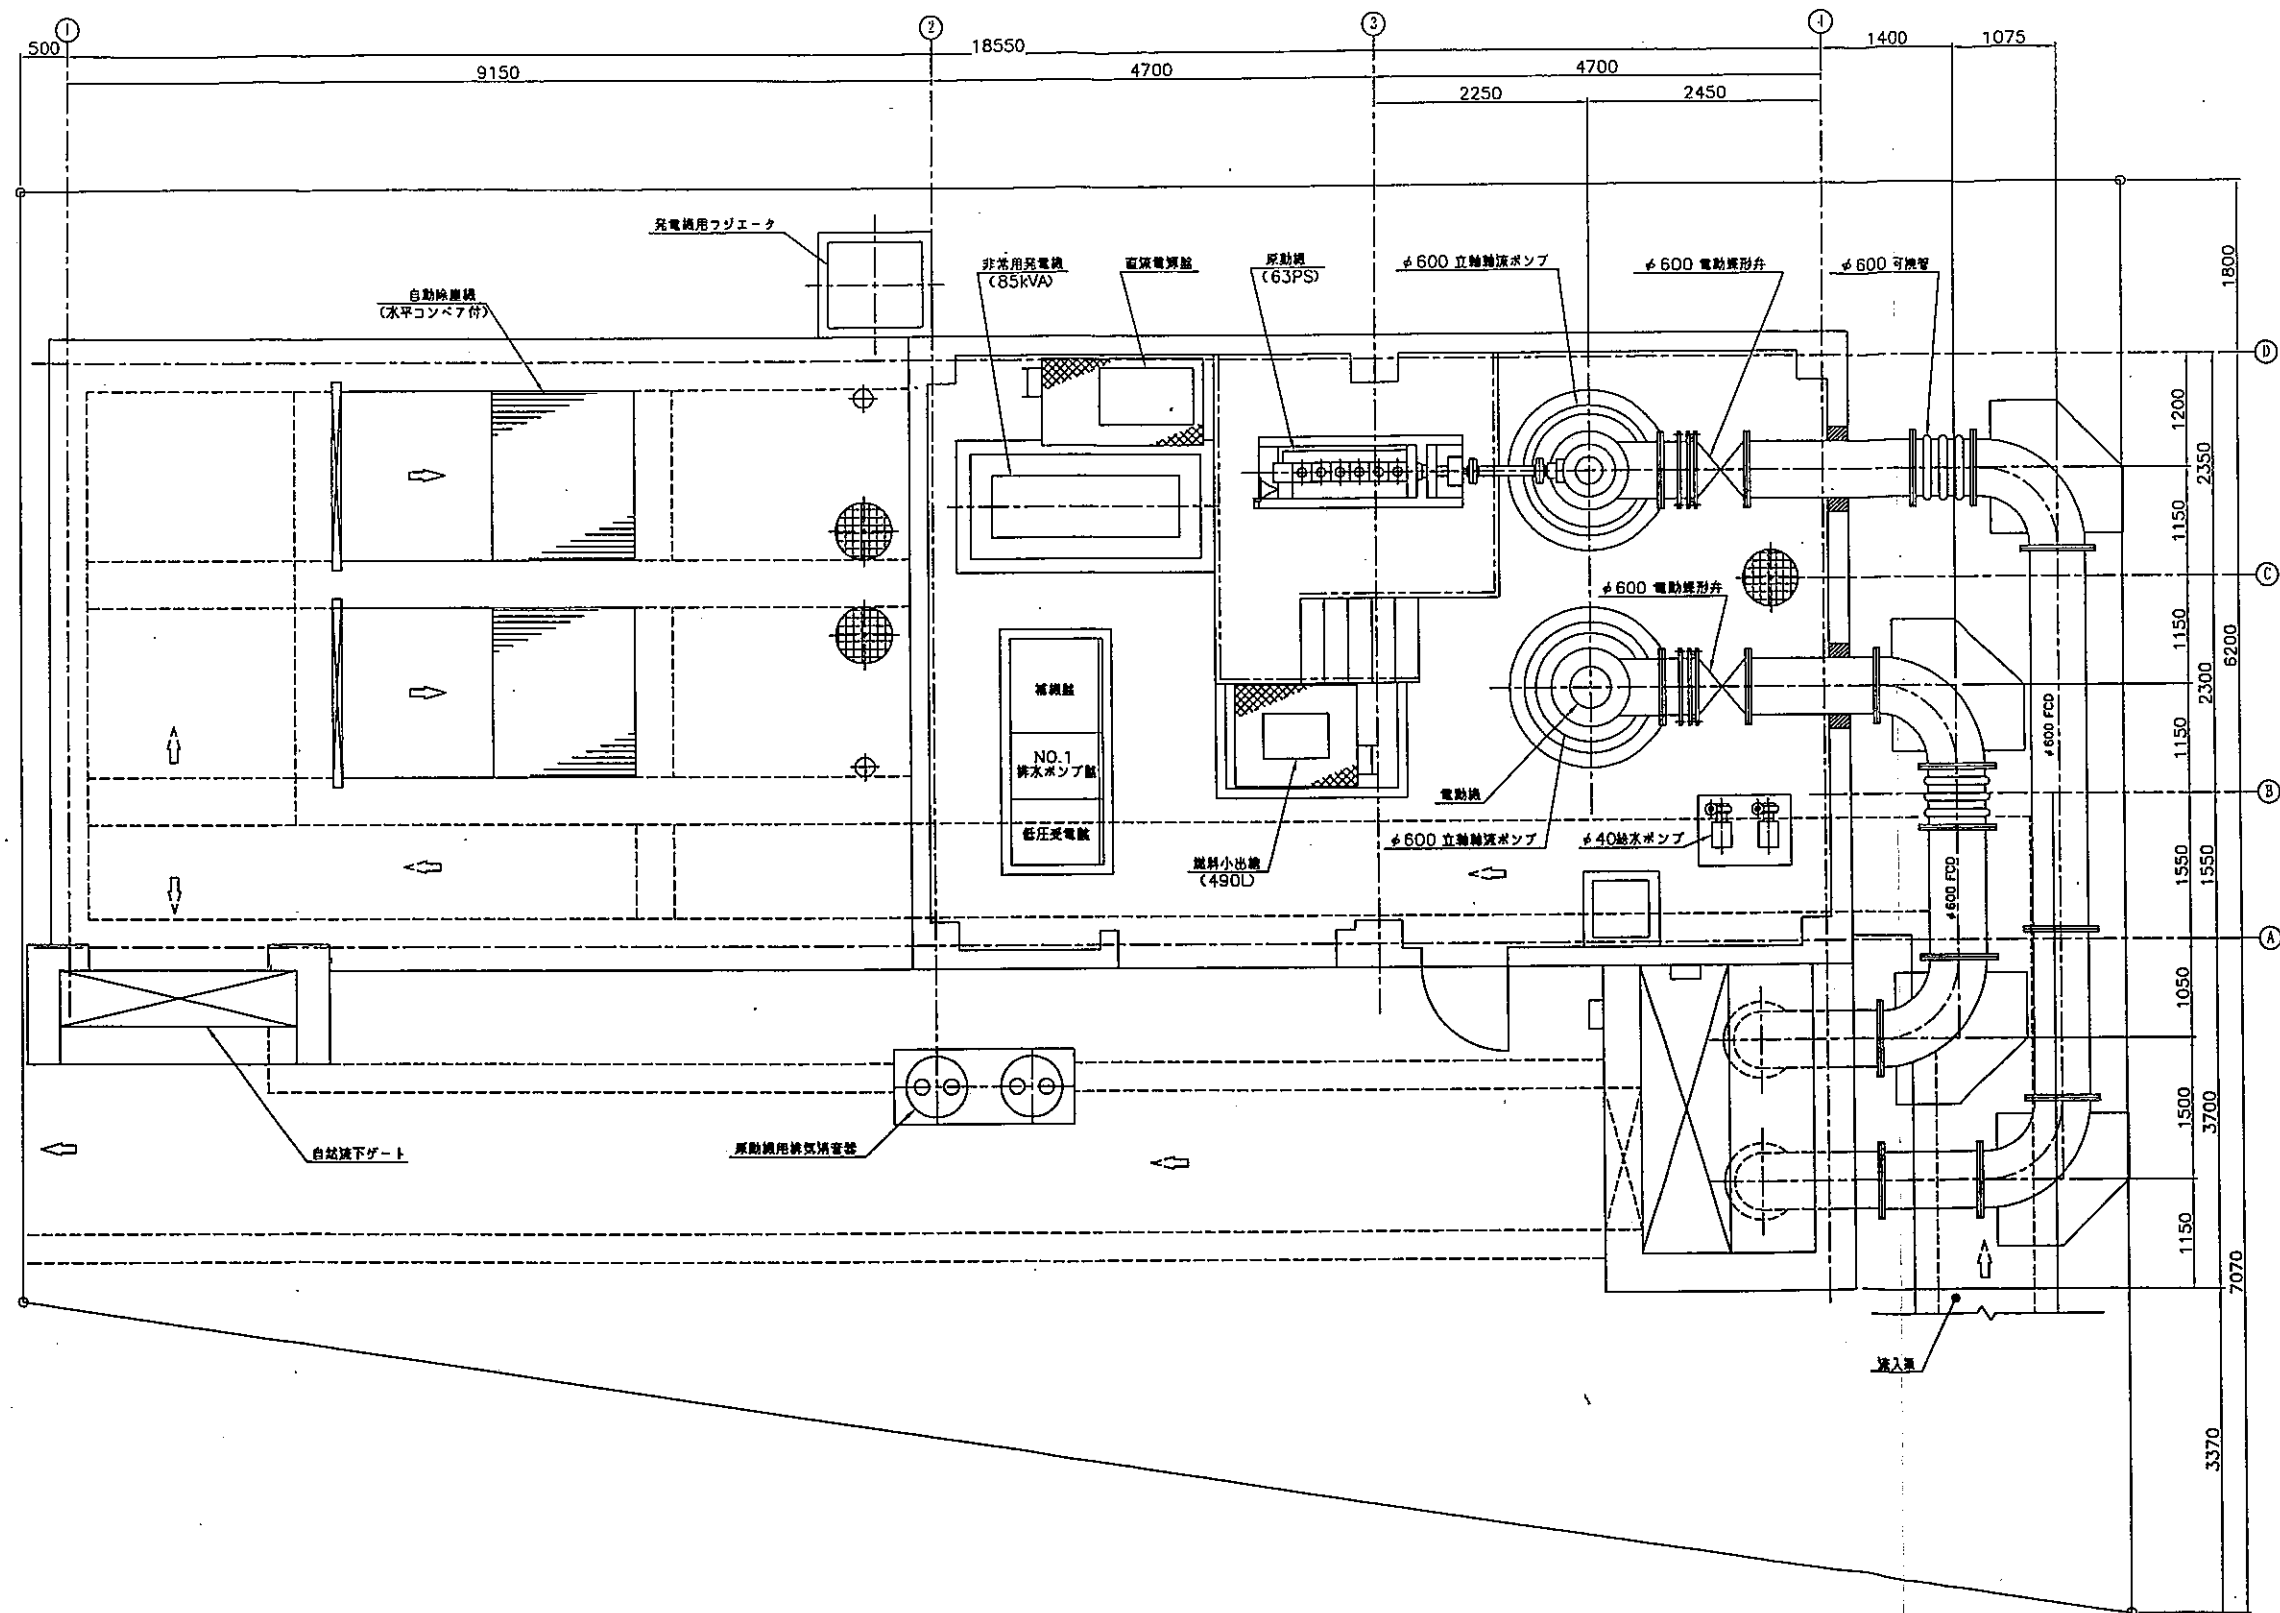 ①
②
③
4
500
18550
1400
1075
9150
4700
4700
2250
2450
発電機用ラジエータ
非常用発電機
(85kVA)
直流電源盤
原動機
(63PS)
φ600 立軸軸流ポンプ
φ600 電動蝶形弁
φ600 可撓管
自動除塵機
(水平コンベア付)
1800
D
1200
2350
1150
C
φ600 電動蝶形弁
1150
6200
2300
補機盤
φ600 FCD
NO.1
排水ポンプ盤
1150
電動機
B
低圧受電盤
φ600 立軸軸流ポンプ
φ40給水ポンプ
燃料小出槽
(490L)
φ600 FCD
1550
1550
A
1050
自然流下ゲート
原動機用排気消音器
1500
3700
1150
7070
流入渠
3370